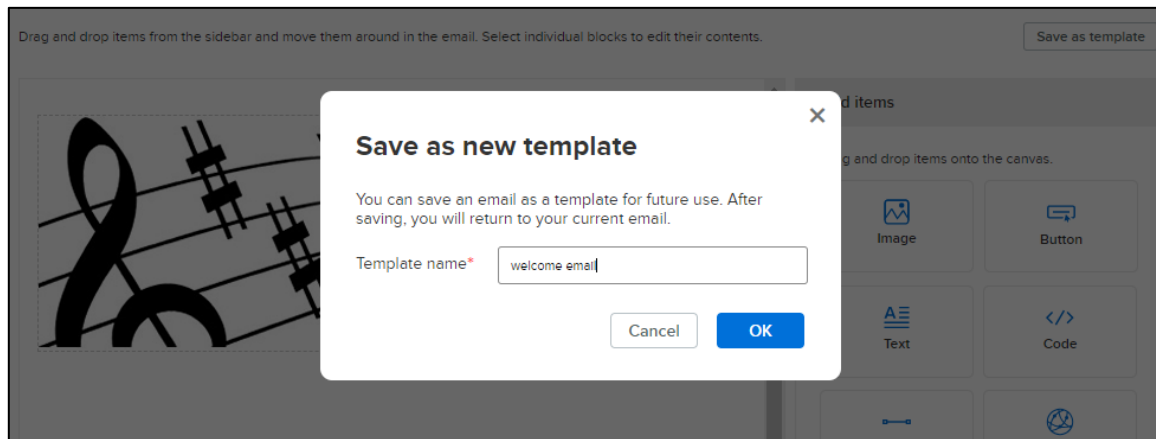 Drag and drop items from the sidebar and move them around in the email. Select individual blocks to edit their contents.
Save as template
d items
g and drop items onto the canvas.
Save as new template
You can save an email as a template for future use. After
saving, you will return to your current email.
Template name*
welcome email
Cancel
OK
Image
Button
Text
Code